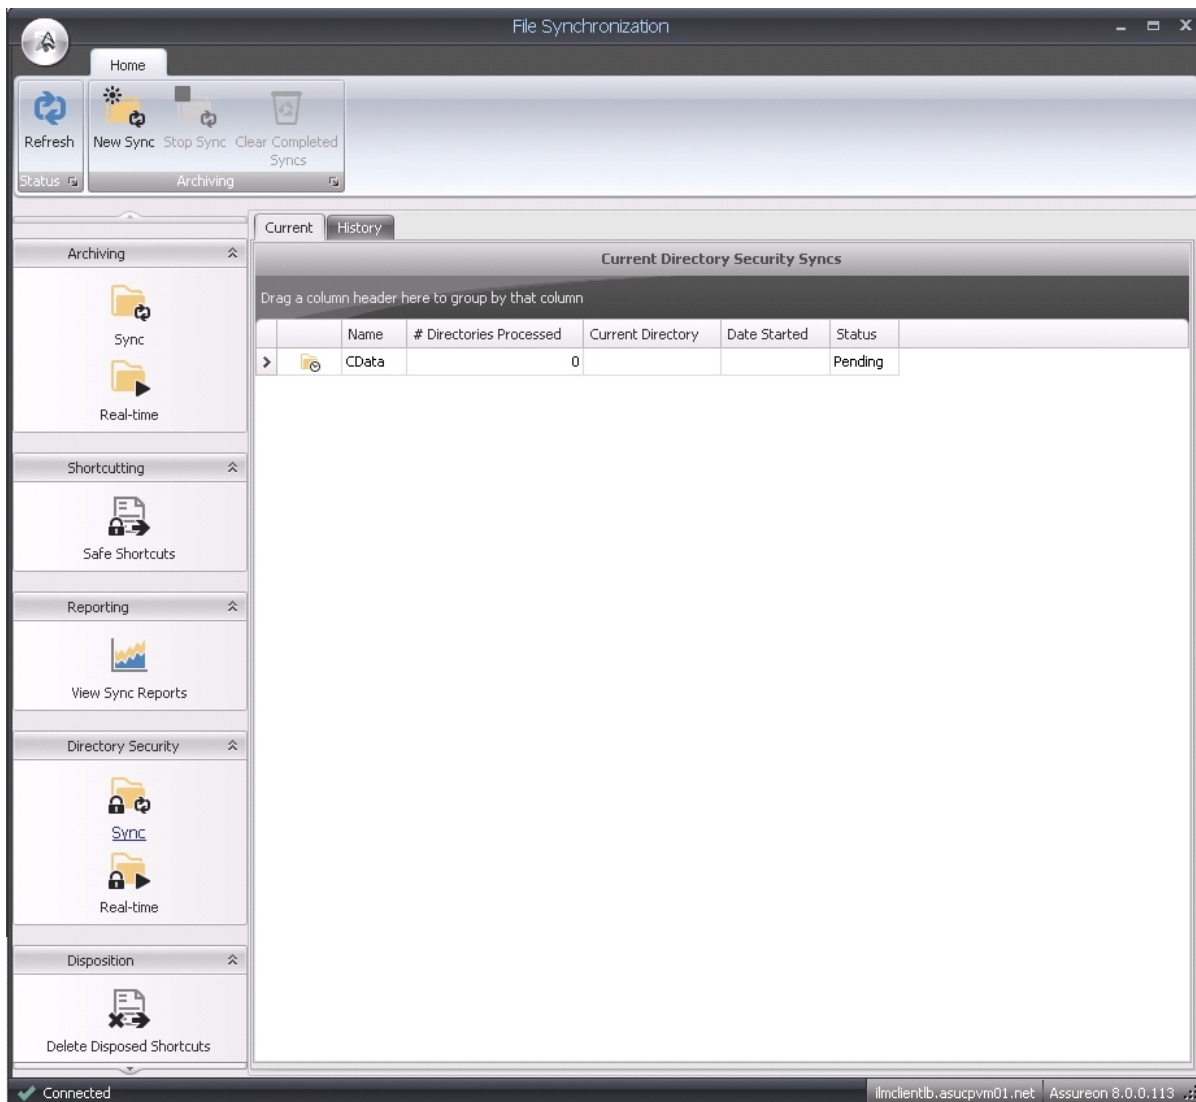 File Synchronization
Home
Refresh
New Sync
Stop Sync
Clear Completed
Syncs
Status
Archiving
Archiving
Sync
Real-time
Shortcutting
Safe Shortcuts
Reporting
View Sync Reports
Directory Security
Sync
Real-time
Disposition
Delete Disposed Shortcuts
Current History
Current Directory Security Syncs
Drag a column header here to group by that column
Name # Directories Processed Current Directory Date Started Status
CData 0 Pending
Connected
ilmclientlb.asucpvm01.net Assureon 8.0.0.113